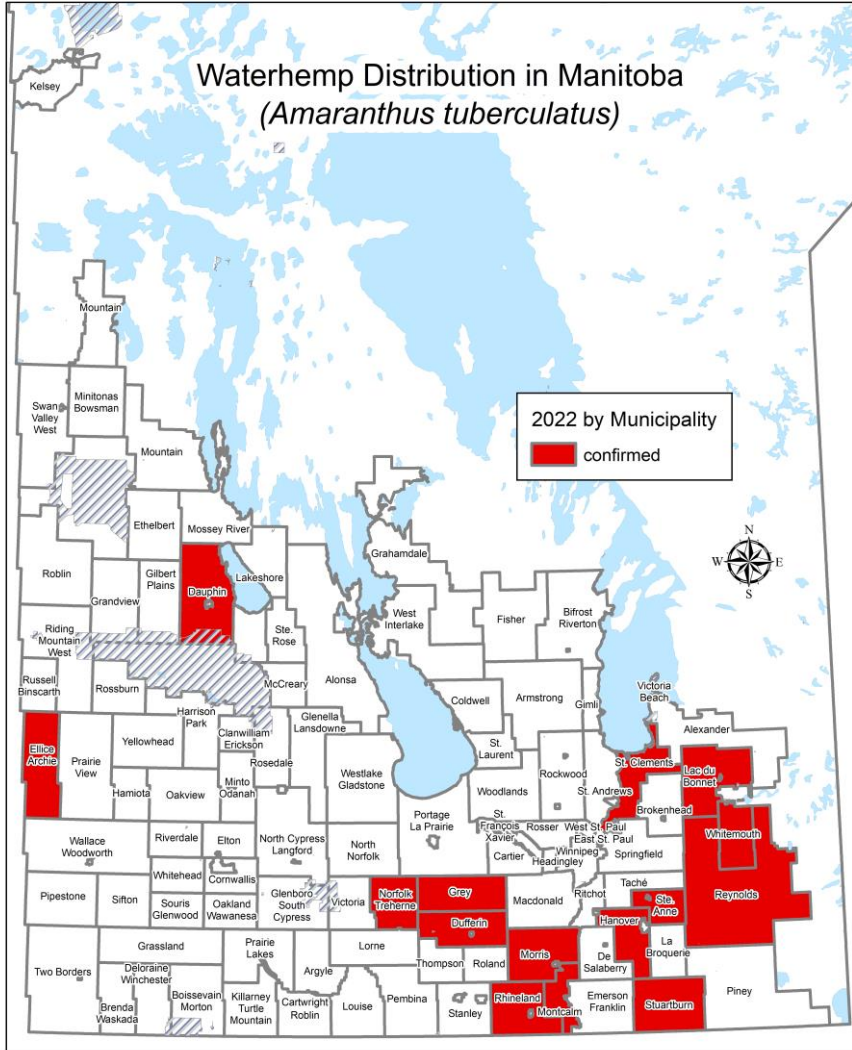 Waterhemp Distribution in Manitoba
(Amaranthus tuberculatus)
Kelsey
Mountain
Swan
Valley
West
Minitonas
Bowsman
2022 by Municipality
confirmed
Mountain
Ethelbert
Mossey River
N
W
E
S
Roblin
Grandview
Gilbert
Plains
Dauphin
Lakeshore
Grahamdale
West
Interlake
Fisher
Bifrost
Riverton
Riding
Mountain
West
Ste.
Rose
Alonsa
Russell
Binscarth
Rossburn
McCreary
Coldwell
Armstrong
Gimli
Victoria
Beach
Harrison
Park
Ellice
Archie
Prairie
View
Yellowhead
Clanwilliam
Erickson
Glenella
Lansdowne
Rosedale
St.
Laurent
Alexander
St. Clements
Lac du
Bonnet
Hamiota
Oakview
Minto
Odanah
Westlake
Gladstone
Woodlands
Rockwood
St. Andrews
Brokenhead
Wallace
Woodworth
Riverdale
Elton
North Cypress
Langford
North
Norfolk
Portage
La Prairie
St.
François
Xavier
Rosser
West St. Paul
East St. Paul
Whitemouth
Cartier
Headingley
Winnipeg
Springfield
Whitehead
Cornwallis
Pipestone
Sifton
Souris
Glenwood
Oakland
Wawanesa
Glenboro
South
Cypress
Victoria
Norfolk
Treherne
Grey
Macdonald
Ritchot
Taché
Ste.
Anne
Reynolds
Dufferin
Hanover
Two Borders
Grassland
Prairie
Lakes
Argyle
Lorne
Thompson
Roland
Morris
De
Salaberry
La
Broquerie
Deloraine
Winchester
Brenda
Waskada
Boissevain
Morton
Killarney
Turtle
Mountain
Cartwright
Roblin
Louise
Pembina
Stanley
Rhineland
Montcalm
Emerson
Franklin
Stuartburn
Piney